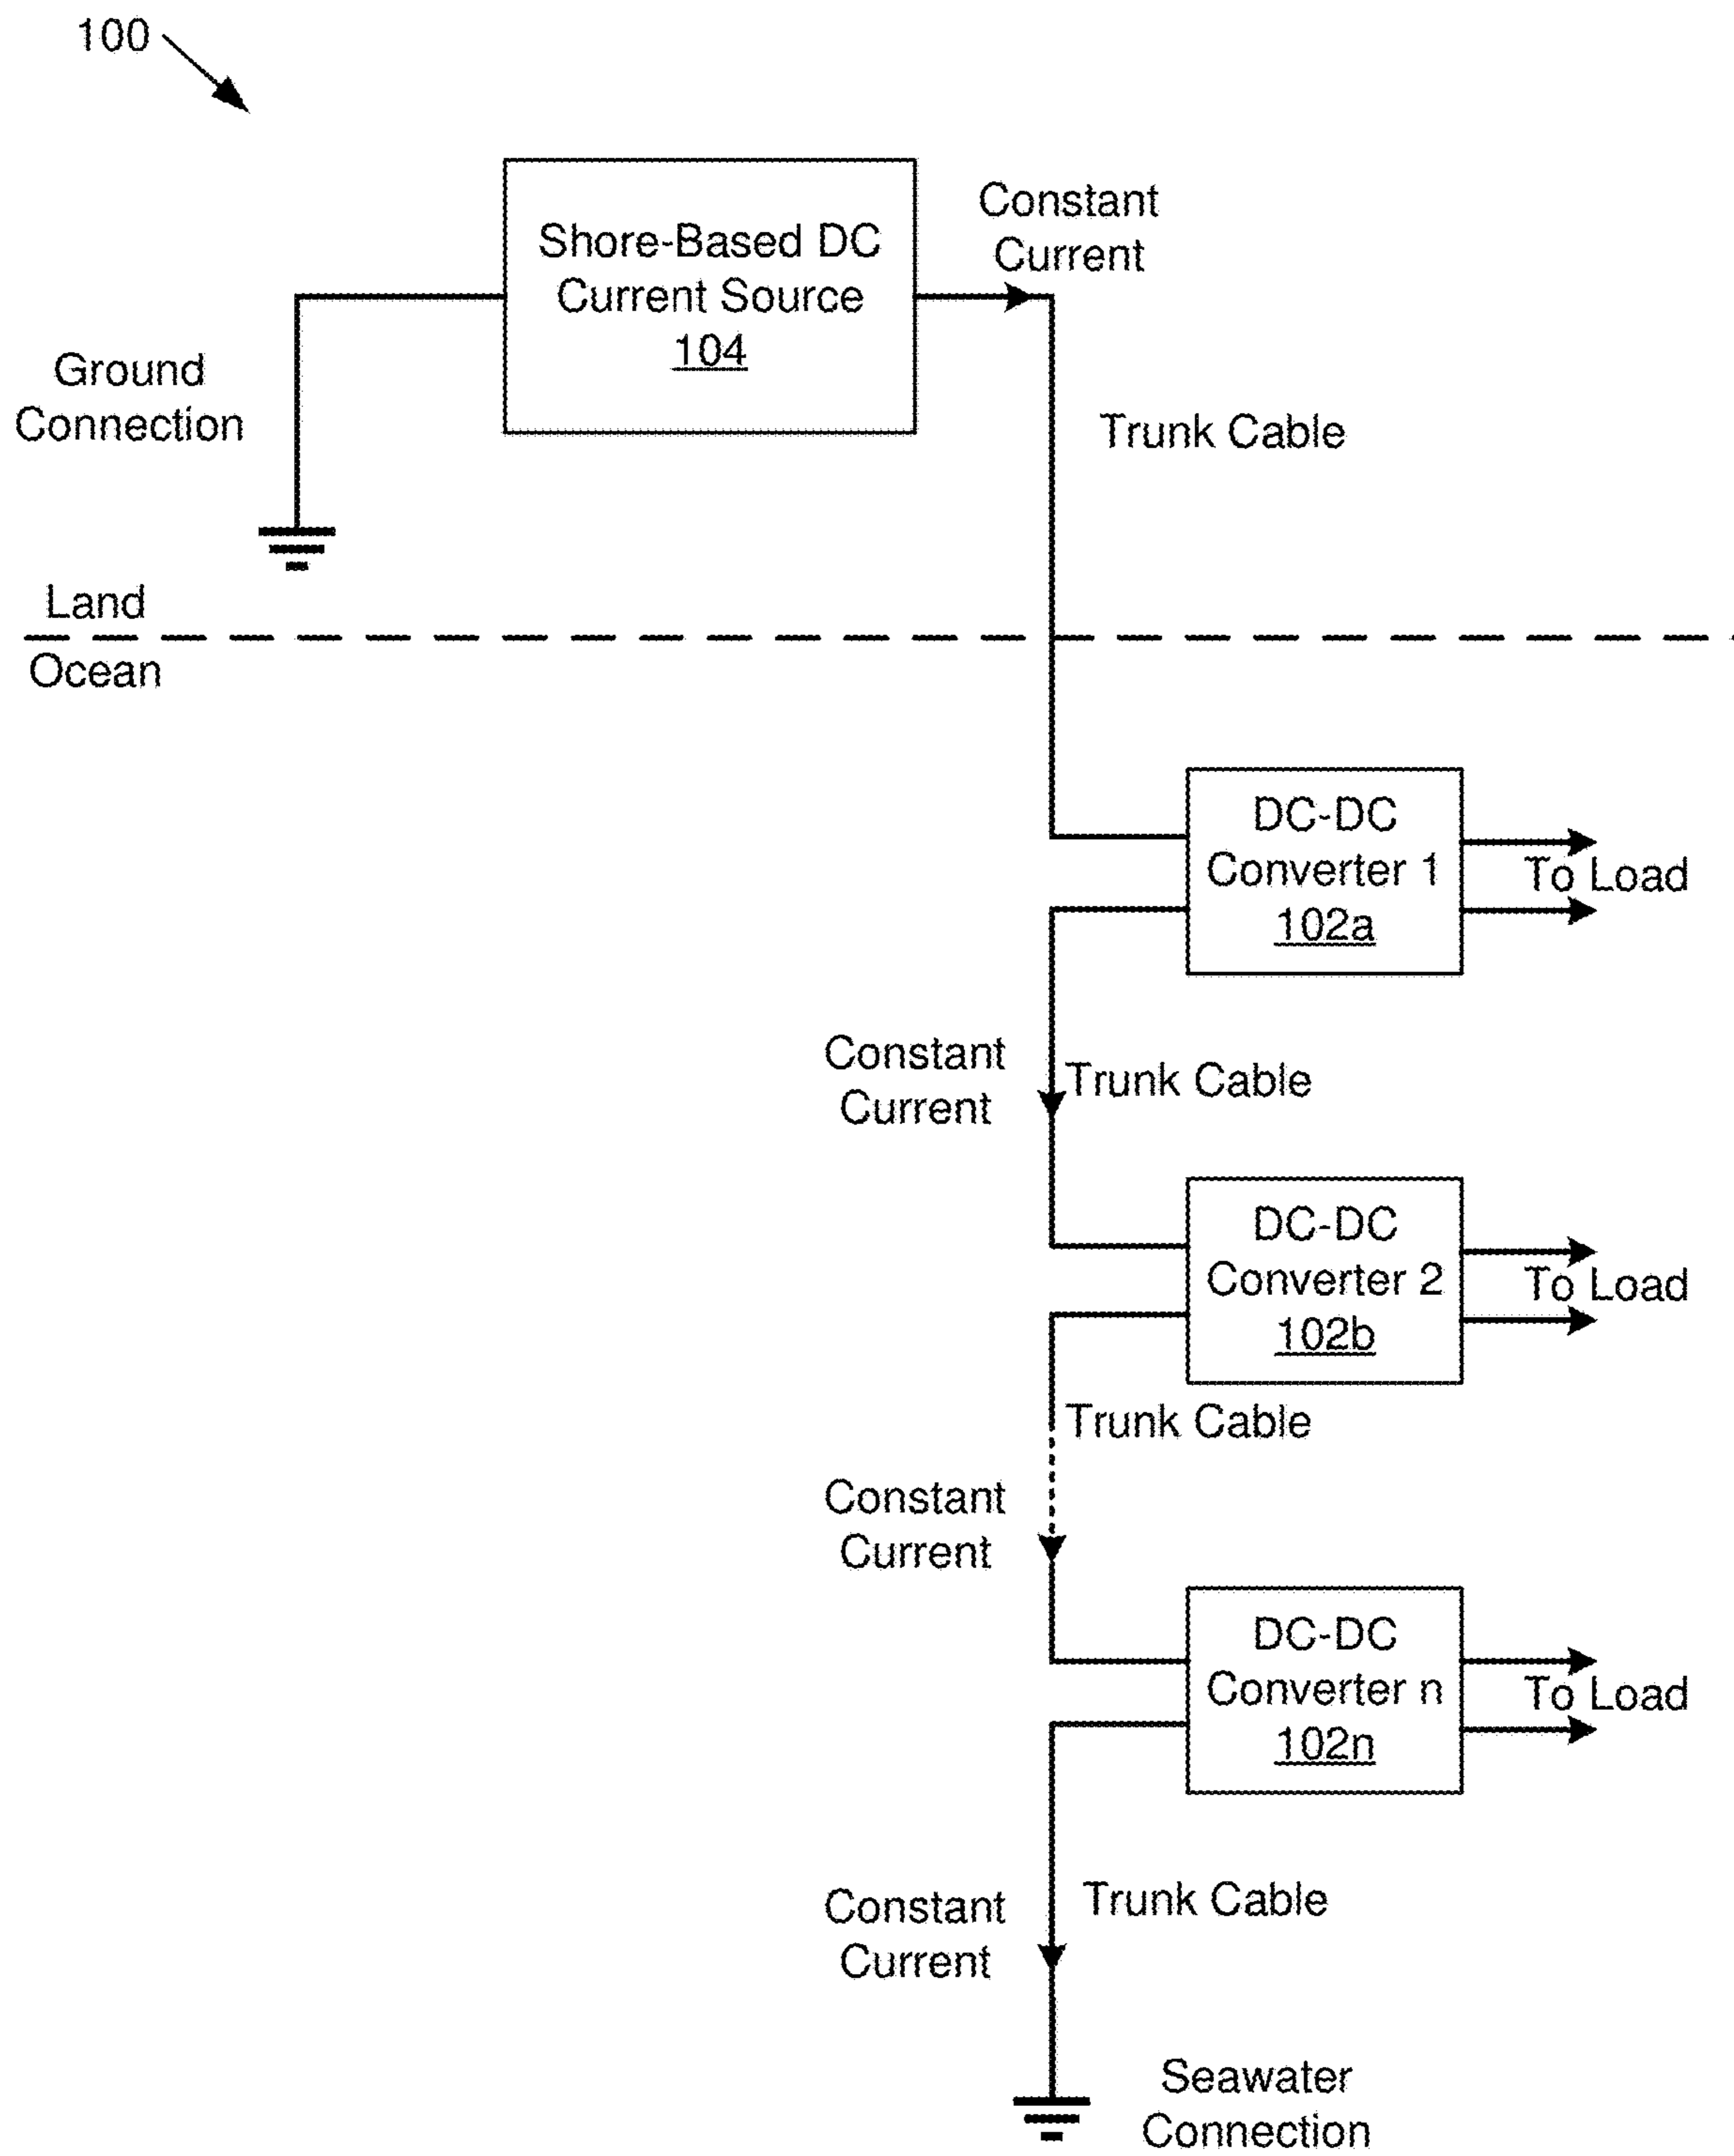 100
Shore-Based DC
Current Source
104
Constant
Current
Ground
Connection
Trunk Cable
Land
Ocean
DC-DC
Converter 1
102a
To Load
Constant
Current
Trunk Cable
DC-DC
Converter 2
102b
To Load
Trunk Cable
Constant
Current
DC-DC
Converter n
102n
To Load
Constant
Current
Trunk Cable
Seawater
Connection